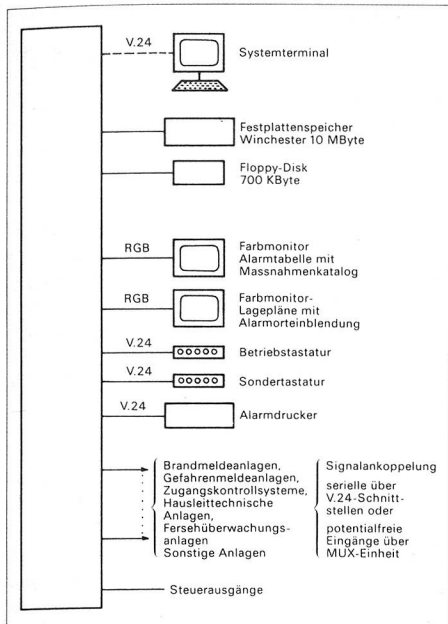 V.24
Systemterminal
Festplattenspeicher
Winchester 10 MByte
Floppy-Disk
700 KByte
RGB
Farbmonitor
Alarmtabelle mit
Massnahmenkatalog
RGB
Farbmonitor-
Lagepläne mit
Alarmorteinblendung
V.24
Betriebstastatur
V.24
Sondertastatur
V.24
Alarmdrucker
Brandmeldeanlagen,
Gefahrenmeldeanlagen,
Zugangskontrollsysteme,
Hausleittechnische
Anlagen,
Fersehüberwachungs-
anlagen
Sonstige Anlagen
Signalankoppelung
serielle über
V.24-Schnitt-
stellen oder
potentialfreie
Eingänge über
MUX-Einheit
Steuerausgänge